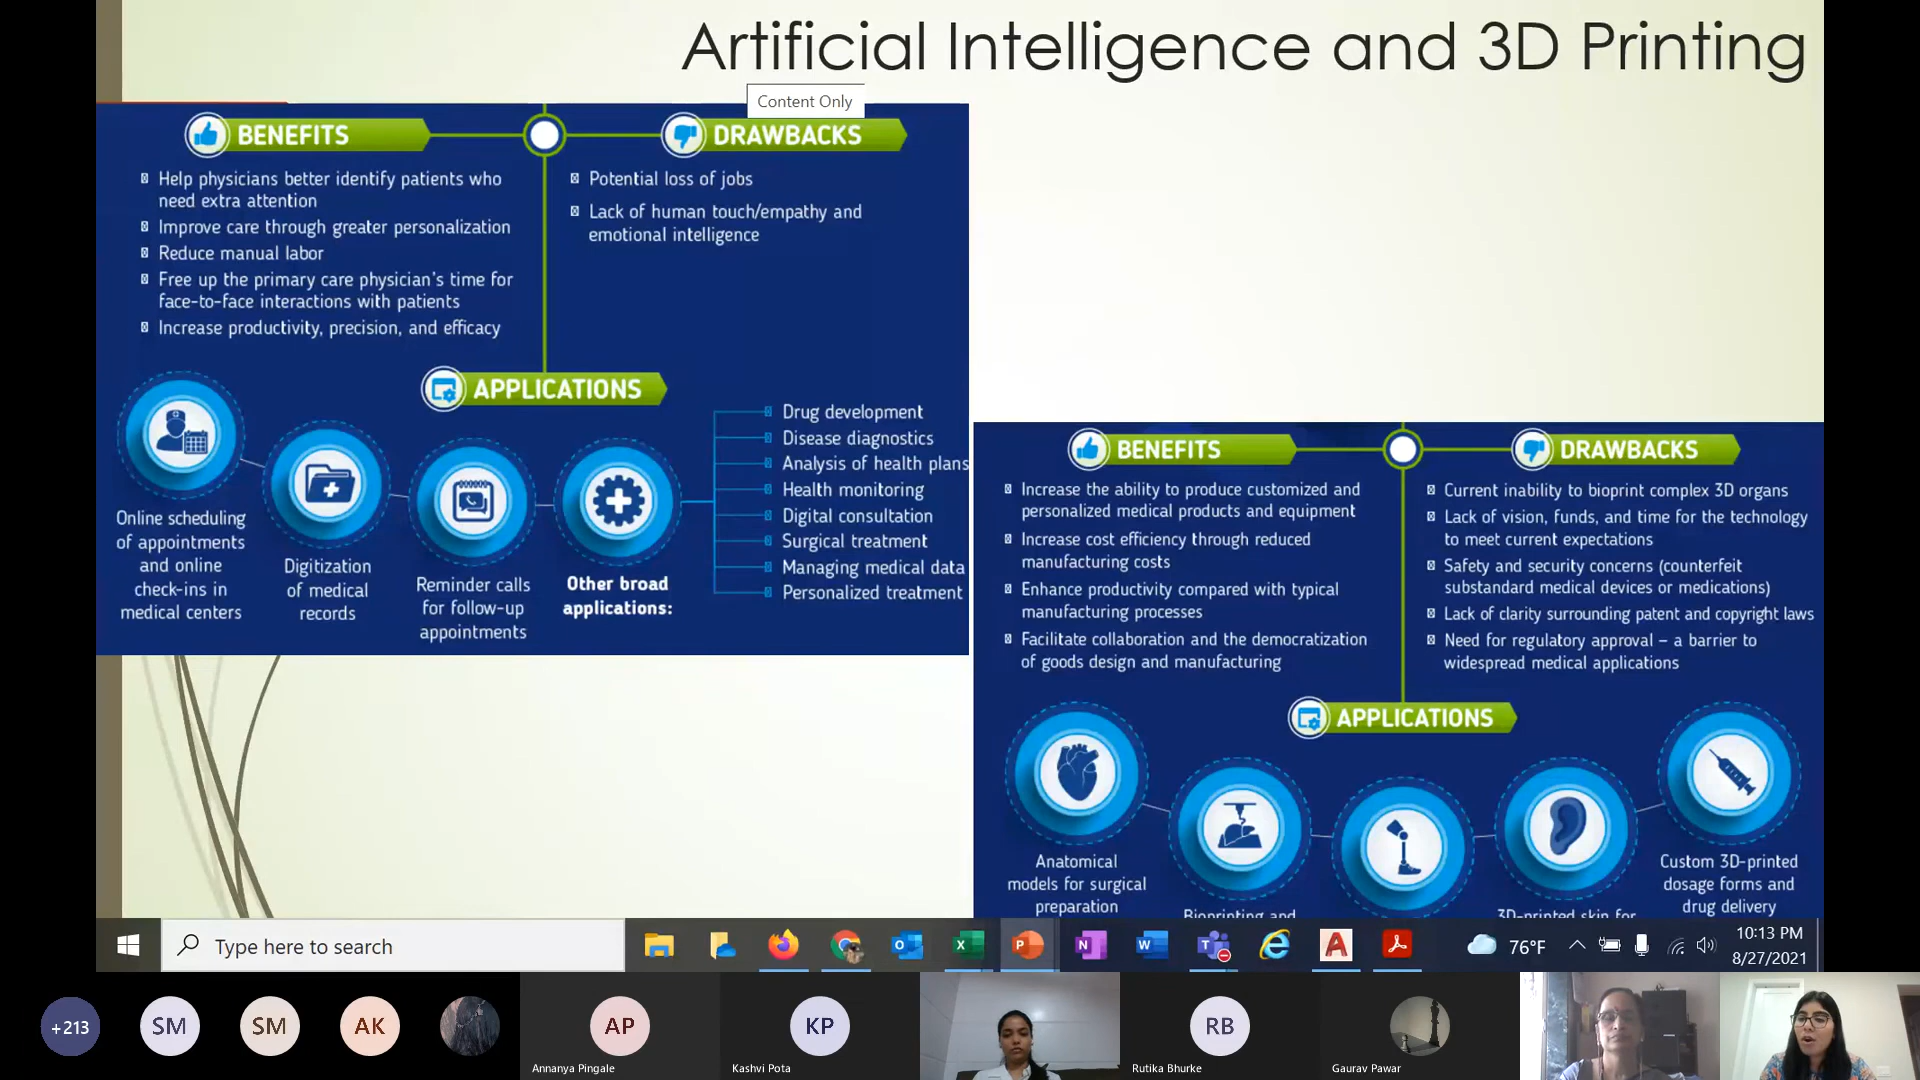 Artificial Intelligence and 3D Printing
Content Only
BENEFITS
Help physicians better identify patients who
need extra attention
Improve care through greater personalization
Reduce manual labor
Free up the primary care physician's time for
face-to-face interactions with patients
Increase productivity, precision, and efficacy
DRAWBACKS
Potential loss of jobs
Lack of human touch/empathy and
emotional intelligence
APPLICATIONS
Online scheduling
of appointments
and online
check-ins in
medical centers
Digitization
of medical
records
Reminder calls
for follow-up
appointments
Other broad
applications:
Drug development
Disease diagnostics
Analysis of health plans
Health monitoring
Digital consultation
Surgical treatment
Managing medical data
Personalized treatment
BENEFITS
Increase the ability to produce customized and
personalized medical products and equipment
Increase cost efficiency through reduced
manufacturing costs
Enhance productivity compared with typical
manufacturing processes
Facilitate collaboration and the democratization
of goods design and manufacturing
DRAWBACKS
Current inability to bioprint complex 3D organs
Lack of vision, funds, and time for the technology
to meet current expectations
Safety and security concerns (counterfeit
substandard medical devices or medications)
Lack of clarity surrounding patent and copyright laws
Need for regulatory approval – a barrier to
widespread medical applications
APPLICATIONS
Anatomical
models for surgical
preparation
Bioprinting and
3D-printed skin for
Custom 3D-printed
dosage forms and
drug delivery
Type here to search
76°F
10:13 PM
8/27/2021
+213
SM
SM
AK
AP
Annanya Pingale
KP
Kashvi Pota
RB
Rutika Bhurke
Gaurav Pawar